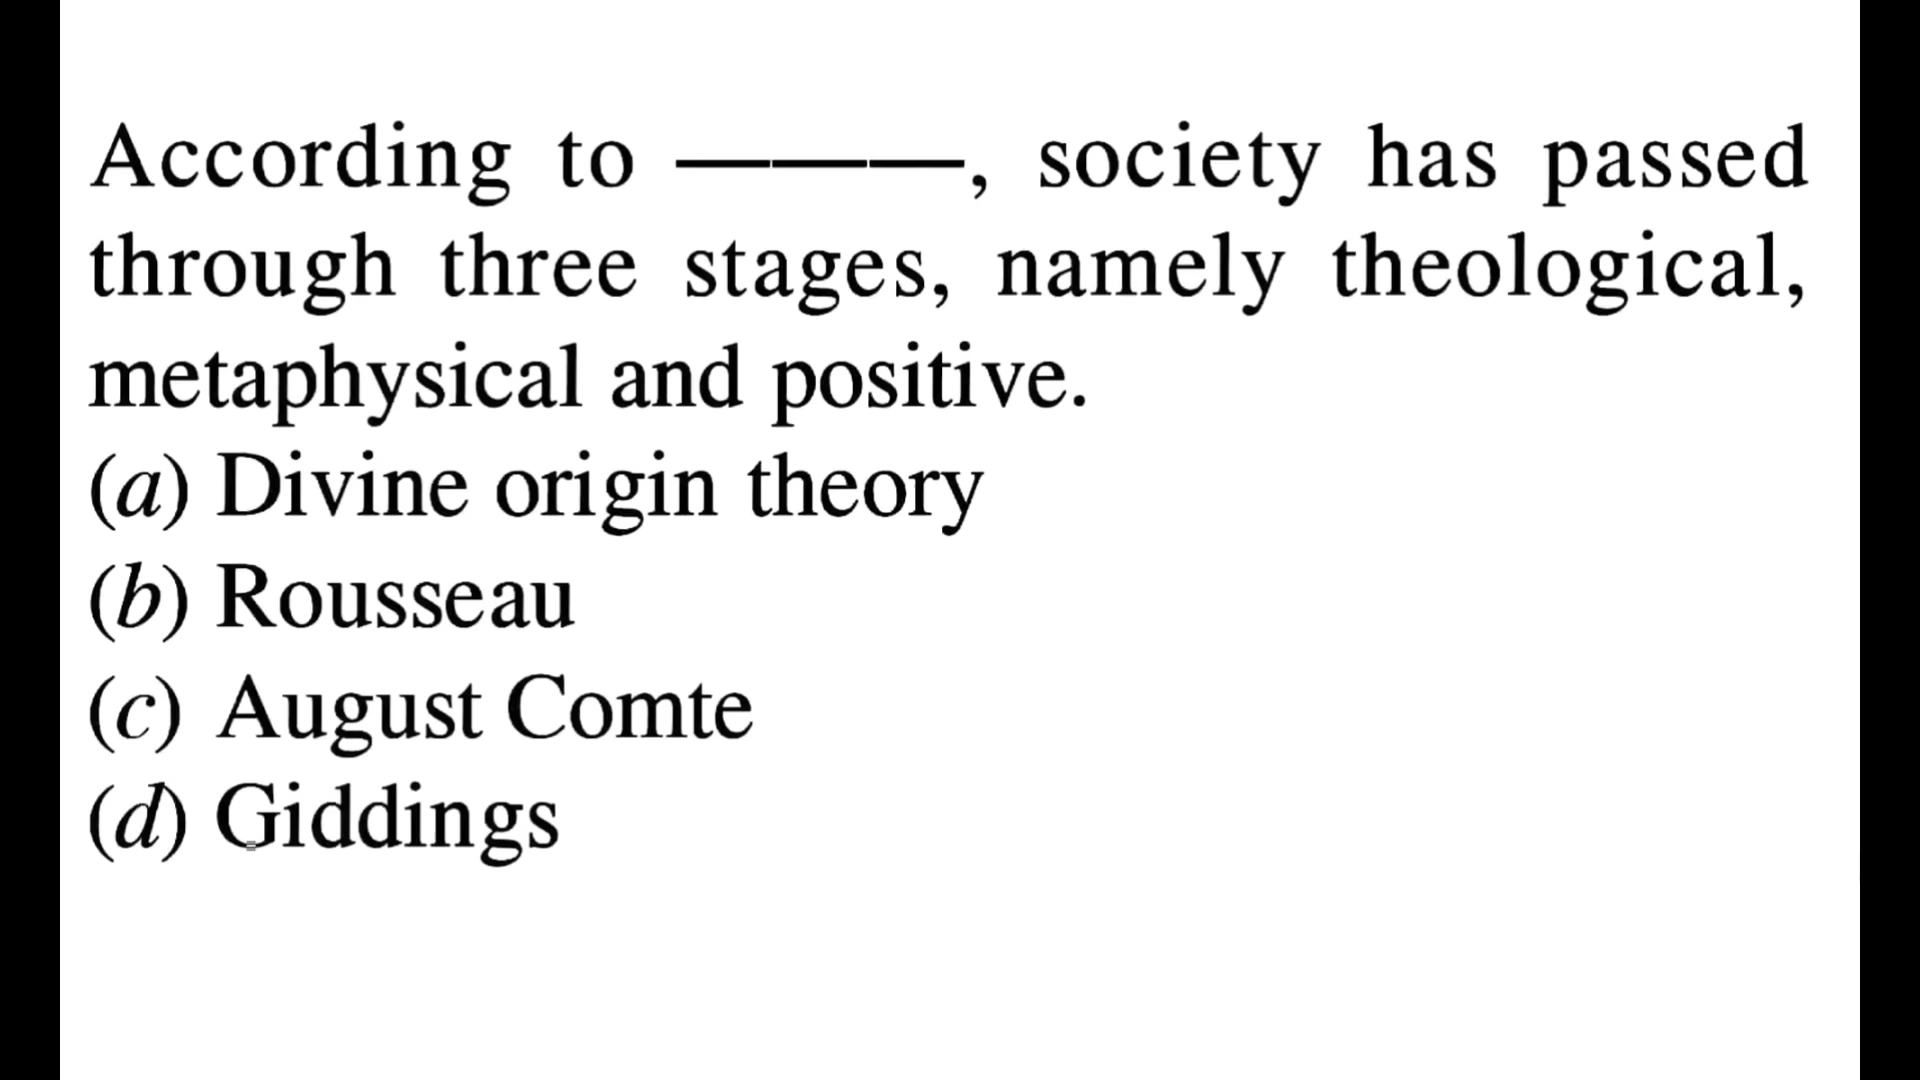 According to ———, society has passed
through three stages, namely theological,
metaphysical and positive.
(a) Divine origin theory
(b) Rousseau
(c) August Comte
(d) Giddings